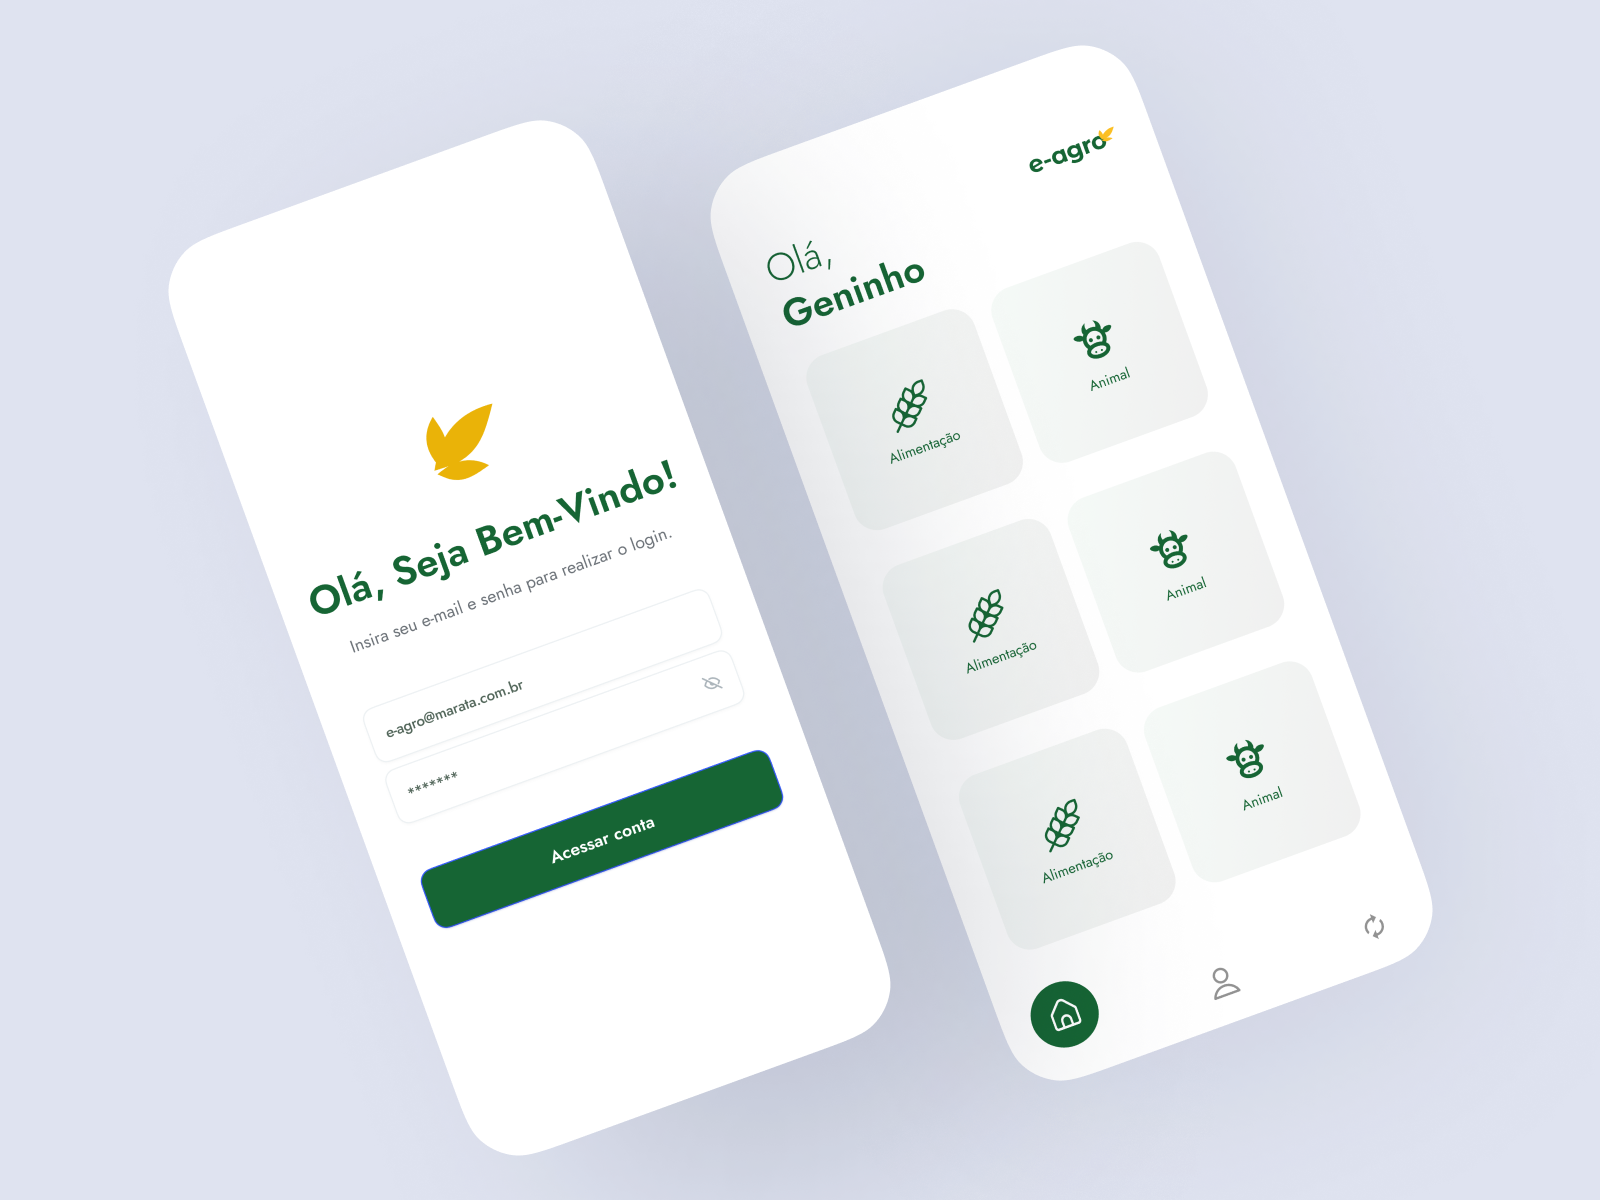 Olá, Seja Bem-Vindo!
Insira seu e-mail e senha para realizar o login.
e-agro@marata.com.br
*******
Acessar conta
e-agro
Olá,
Geninho
Alimentação
Animal
Alimentação
Animal
Alimentação
Animal